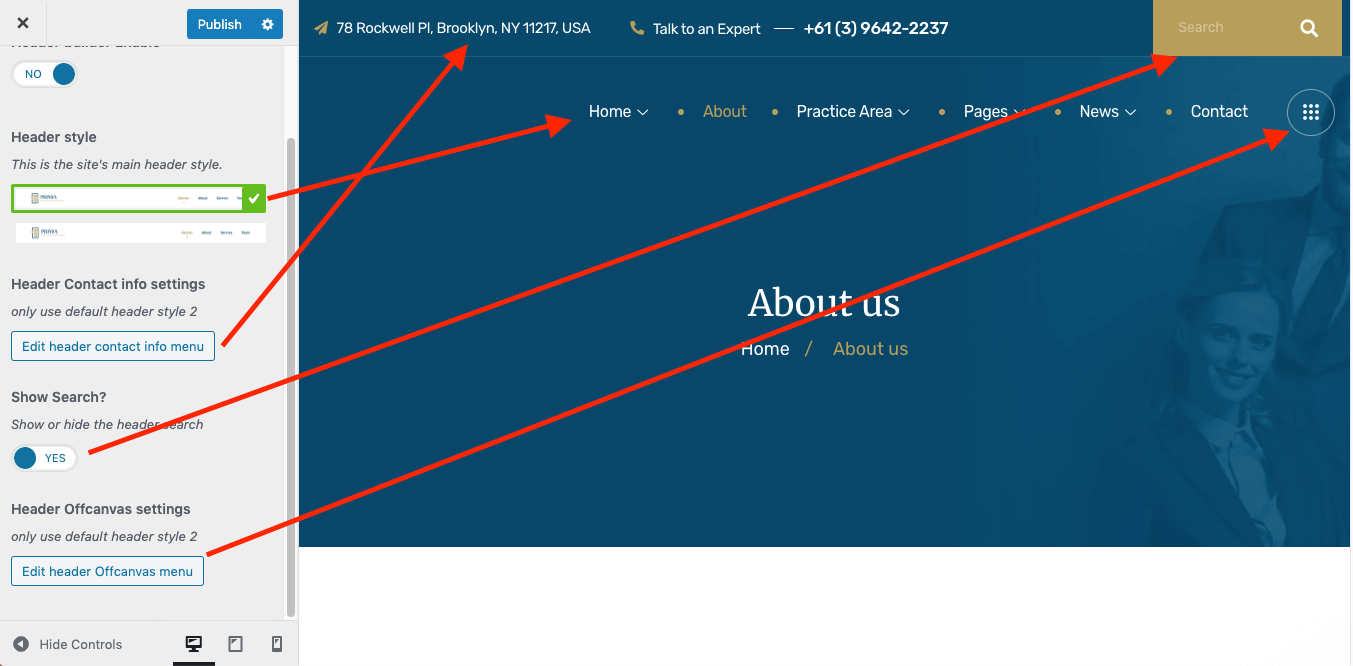 Publish
Header builder Enable
NO
Header style
This is the site's main header style.
Header Contact info settings
only use default header style 2
Edit header contact info menu
Show Search?
Show or hide the header search
YES
Header Offcanvas settings
only use default header style 2
Edit header Offcanvas menu
Hide Controls
78 Rockwell Pl, Brooklyn, NY 11217, USA
Talk to an Expert — +61 (3) 9642-2237
Search
Home • About • Practice Area • Pages • News • Contact
About us
Home / About us